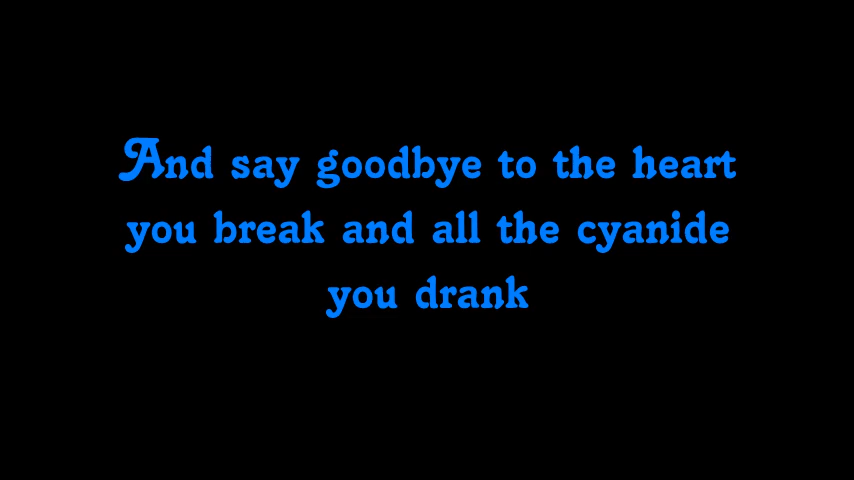 And say goodbye to the heart
you break and all the cyanide
you drank